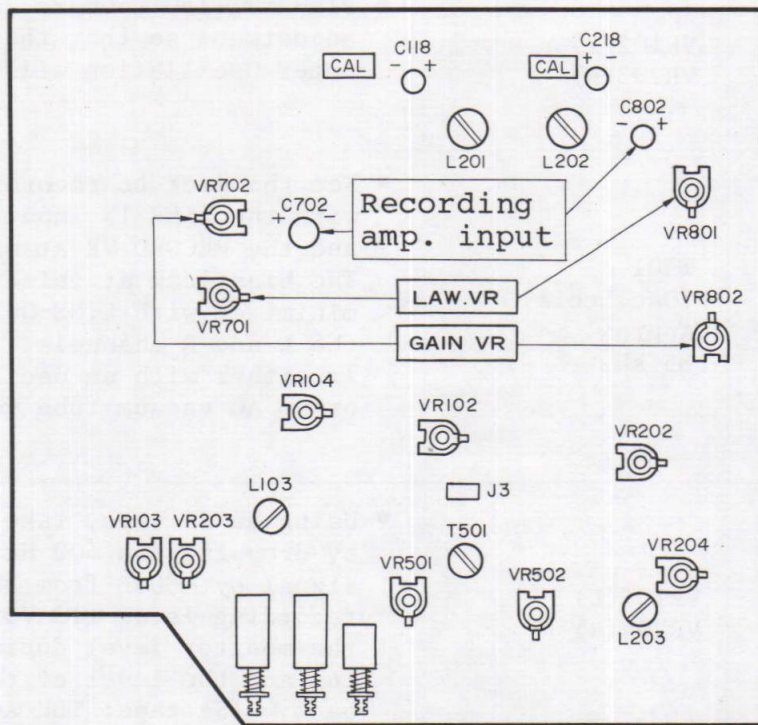 C118
C218
CAL
- +
CAL
+ -
C802
- +
L201
L202
VR702
+ C702
Recording
amp. input
VR801
LAW.VR
VR701
VR802
GAIN VR
VR104
VR102
VR202
L103
J3
VR103 VR203
T501
VR501
VR502
VR204
L203